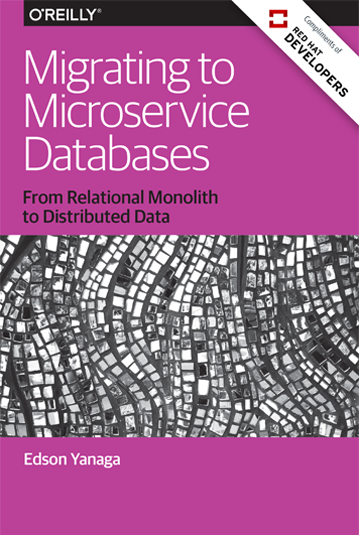 O'REILLY®
Compliments of
RED HAT
DEVELOPERS
Migrating to
Microservice
Databases
From Relational Monolith
to Distributed Data
Edson Yanaga